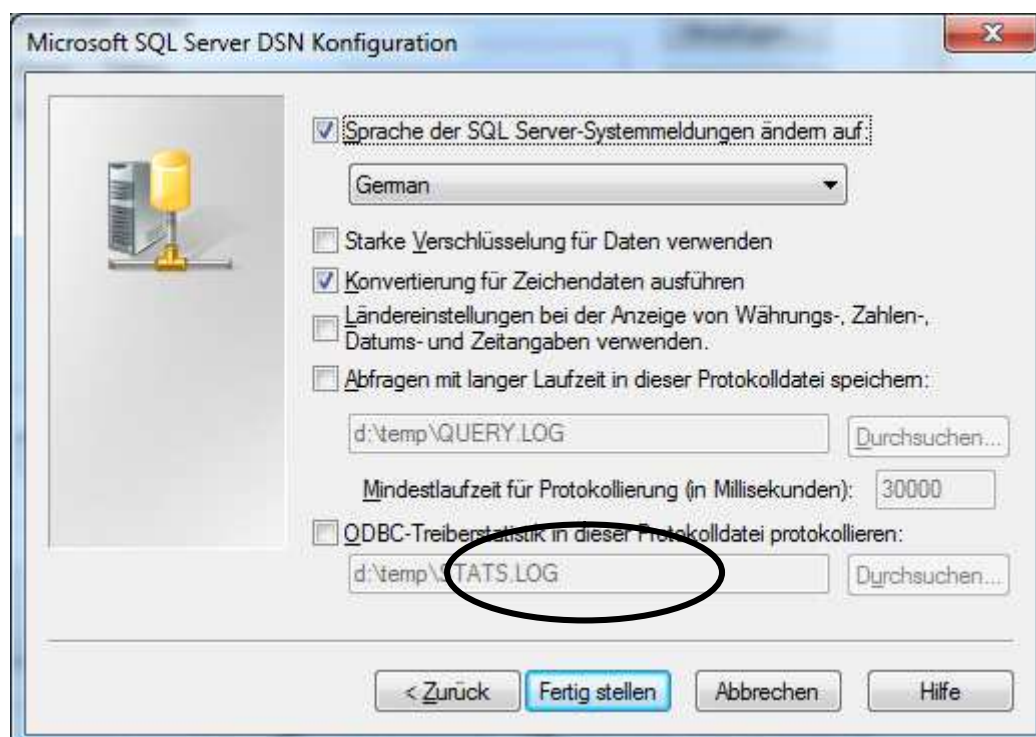 Microsoft SQL Server DSN Konfiguration
Sprache der SQL Server-Systemmeldungen ändern auf:
German
Starke Verschlüsselung für Daten verwenden
Konvertierung für Zeichendaten ausführen
Ländereinstellungen bei der Anzeige von Währungs-, Zahlen-,
Datums- und Zeitangaben verwenden.
Abfragen mit langer Laufzeit in dieser Protokolldatei speichern:
d:\temp\QUERY.LOG Durchsuchen...
Mindestlaufzeit für Protokollierung (in Millisekunden): 30000
ODBC-Treiberstatistik in dieser Protokolldatei protokollieren:
d:\temp\STATS.LOG Durchsuchen...
< Zurück Fertig stellen Abbrechen Hilfe